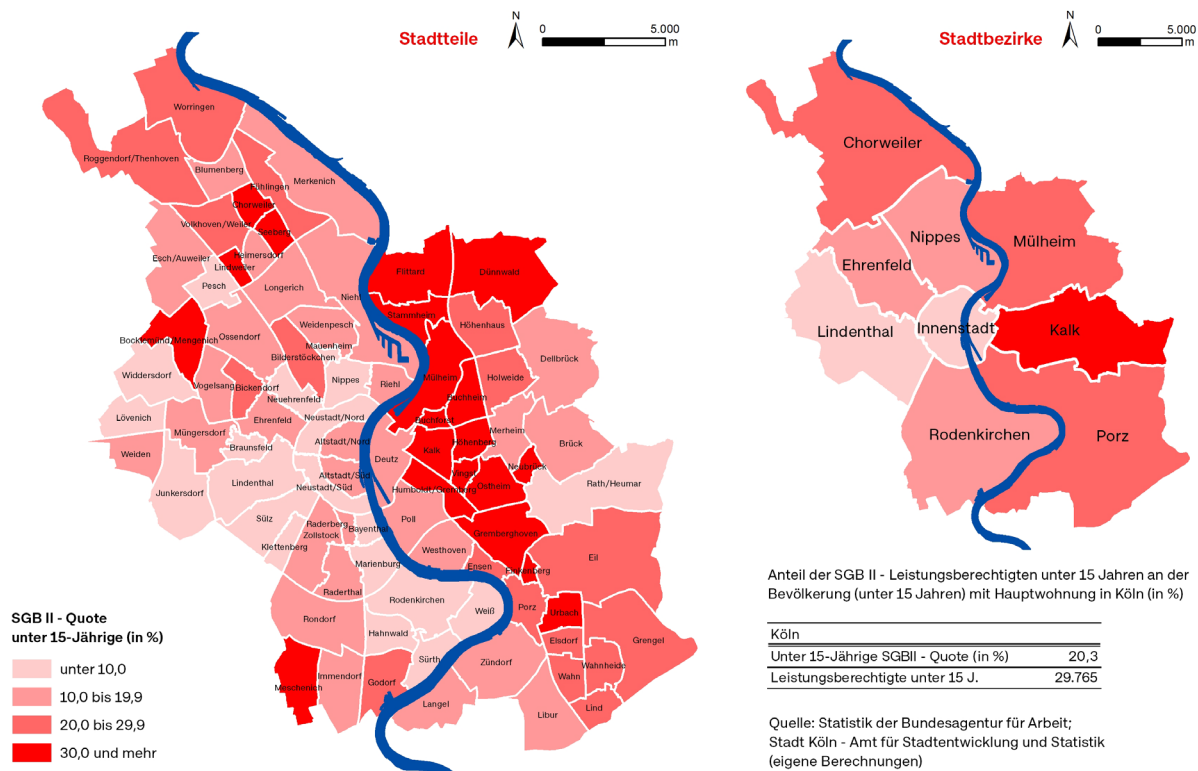 Stadtteile
N
0
5.000
m
Worringen
Roggendorf/Thenhoven
Blumenberg
Merkenich
Fühlingen
Chorweiler
Volkhoven/Weiler
Seeberg
Heimersdorf
Esch/Auweiler
Lindweiler
Pesch
Longerich
Niehl
Flittard
Dünnwald
Stammheim
Höhenhaus
Weidenpesch
Ossendorf
Mauenheim
Bocklemünd/Mengenich
Bilderstöckchen
Dellbrück
Widdersdorf
Vogelsang
Bickendorf
Nippes
Riehl
Mülheim
Holweide
Buchheim
Neuehrenfeld
Lövenich
Ehrenfeld
Neustadt/Nord
Buchforst
Merheim
Müngersdorf
Altstadt/Nord
Höhenberg
Brück
Weiden
Braunsfeld
Kalk
Deutz
Neubrück
Vingst
Altstadt/Süd
Lindenthal
Neustadt/Süd
Humboldt/Gremberg
Ostheim
Rath/Heumar
Junkersdorf
Sülz
Raderberg
Bayenthal
Poll
Zollstock
Gremberghoven
Klettenberg
Westhoven
Marienburg
Ensen
Finkenberg
Eil
Raderthal
Rodenkirchen
Weiß
Porz
Urbach
Rondorf
Hahnwald
Elsdorf
Grengel
Sürth
Zündorf
Wahnheide
Wahn
Immendorf
Godorf
Meschenich
Langel
Libur
Lind
SGB II - Quote
unter 15-Jährige (in %)
unter 10,0
10,0 bis 19,9
20,0 bis 29,9
30,0 und mehr
Stadtbezirke
N
0
5.000
m
Chorweiler
Nippes
Mülheim
Ehrenfeld
Lindenthal
Innenstadt
Kalk
Rodenkirchen
Porz
Anteil der SGB II - Leistungsberechtigten unter 15 Jahren an der
Bevölkerung (unter 15 Jahren) mit Hauptwohnung in Köln (in %)
Köln
Unter 15-Jährige SGBII - Quote (in %) 20,3
Leistungsberechtigte unter 15 J. 29.765
Quelle: Statistik der Bundesagentur für Arbeit;
Stadt Köln - Amt für Stadtentwicklung und Statistik
(eigene Berechnungen)